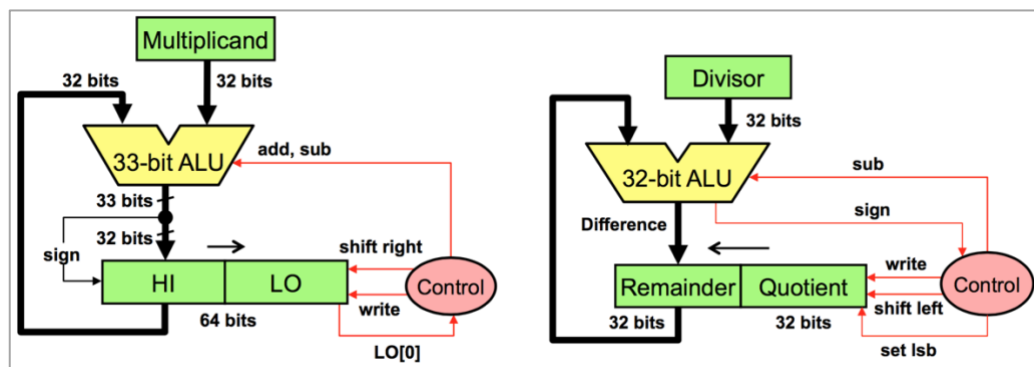 Multiplicand
32 bits
32 bits
33-bit ALU
add, sub
33 bits
32 bits
sign
shift right
HI
LO
Control
write
64 bits
LO[0]
Divisor
32 bits
32-bit ALU
sub
sign
Difference
write
Remainder
Quotient
Control
shift left
32 bits
32 bits
set lsb